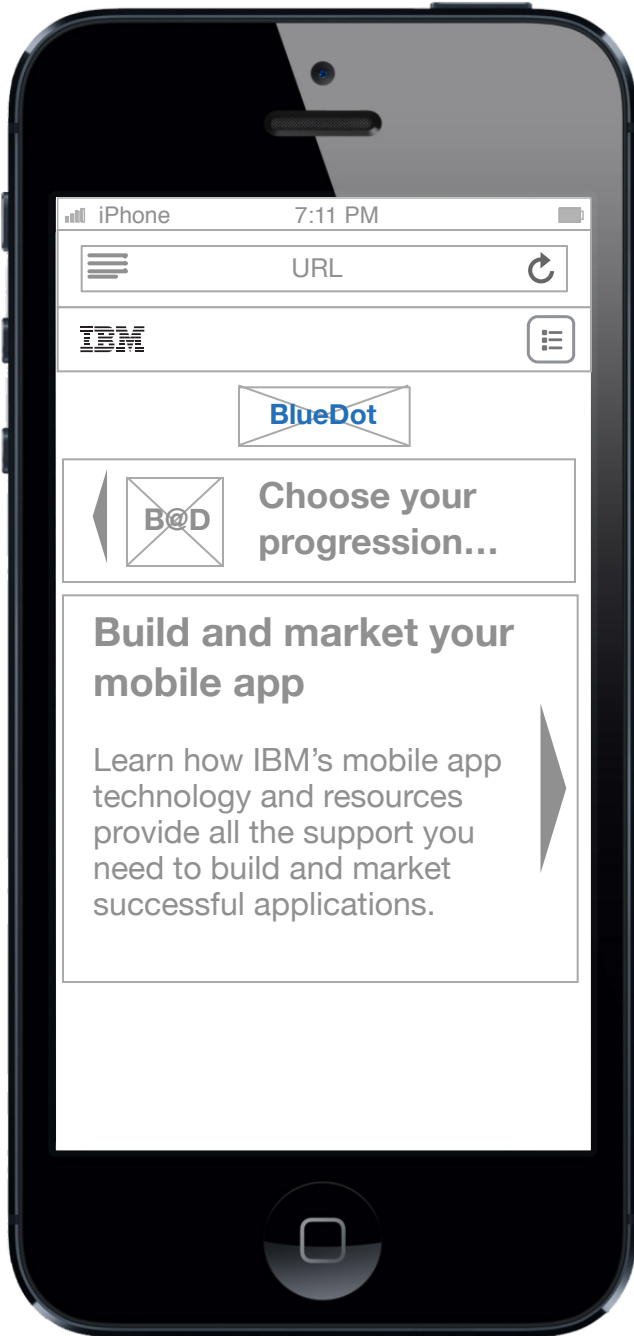 iPhone 7:11 PM
URL
IBM
BlueDot
B@D
Choose your
progression...
Build and market your
mobile app
Learn how IBM’s mobile app
technology and resources
provide all the support you
need to build and market
successful applications.